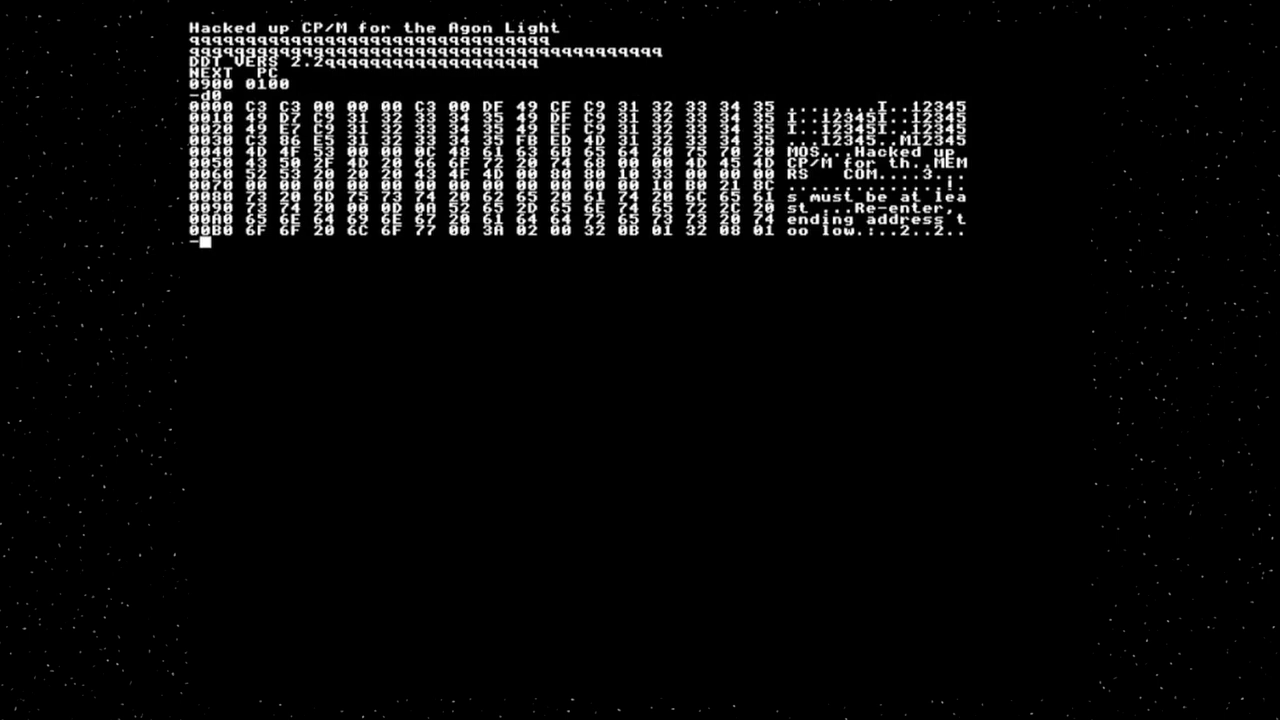 Hacked up CP/M for the Agon Light
qqqqqqqqqqqqqqqqqqqqqqqqqqqqqqqq
qqqqqqqqqqqqqqqqqqqqqqqqqqqqqqqqqqqqqqqqqq
DDT VERS 2.2qqqqqqqqqqqqqqqqqqq
NEXT  PC
0900 0100
-d0
0000 C3 C3 00 00 00 C3 00 DF 49 CF C9 31 32 33 34 35 ........I..12345
0010 49 D7 C9 31 32 33 34 35 49 DF C9 31 32 33 34 35 I..12345I..12345
0020 49 E7 C9 31 32 33 34 35 49 EF C9 31 32 33 34 35 I..12345I..12345
0030 C3 86 E5 31 32 33 34 35 FB ED 4D 31 32 33 34 35 ...12345..M12345
0040 4D 4F 53 00 00 0C 48 61 63 6B 65 64 20 75 70 20 MOS...Hacked up
0050 43 50 2F 4D 20 66 6F 72 20 74 68 00 00 4D 45 4D CP/M for th..MEM
0060 52 53 20 20 20 43 4F 4D 00 80 80 10 33 00 00 00 RS   COM....3...
0070 00 00 00 00 00 00 00 00 00 00 00 00 10 B0 21 8C ..............!.
0080 73 20 6D 75 73 74 20 62 65 20 61 74 20 6C 65 61 s must be at lea
0090 73 74 20 00 0D 0A 52 65 2D 65 6E 74 65 72 2C 20 st ...Re-enter,
00A0 65 6E 64 69 6E 67 20 61 64 64 72 65 73 73 20 74 ending address t
00B0 6F 6F 20 6C 6F 77 00 3A 02 00 32 0B 01 32 08 01 oo low.:..2..2..
-